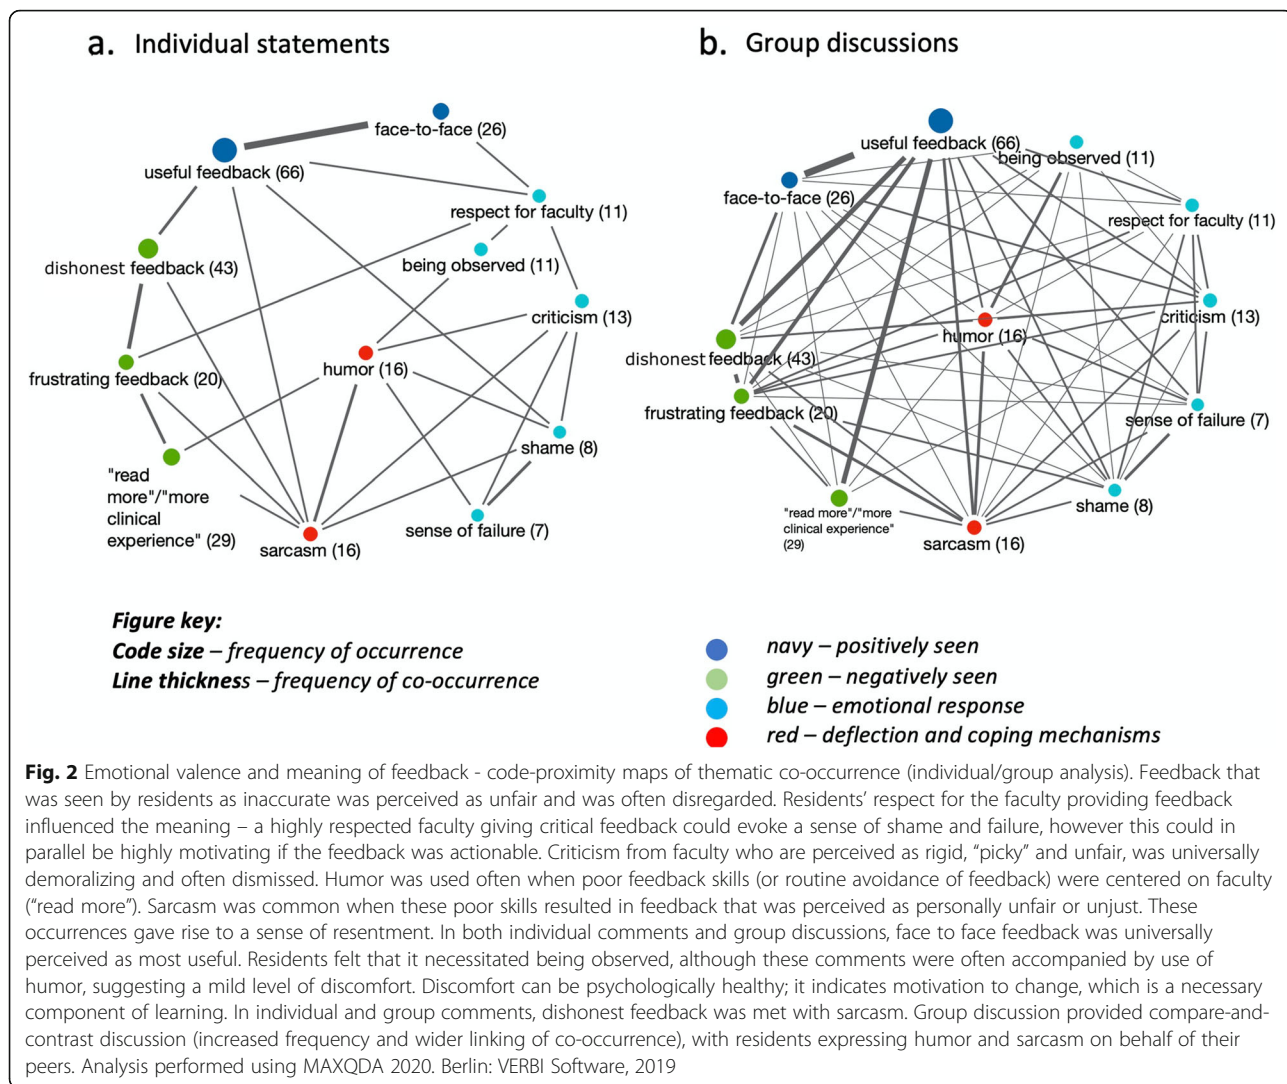 a. Individual statements
face-to-face (26)
useful feedback (66)
respect for faculty (11)
dishonest feedback (43)
being observed (11)
criticism (13)
humor (16)
frustrating feedback (20)
shame (8)
"read
more"/"more
clinical
experience" (29)
sense of failure (7)
sarcasm (16)
b. Group discussions
useful feedback (66)
being observed (11)
face-to-face (26)
respect for faculty (11)
criticism (13)
humor (16)
dishonest feedback (43)
frustrating feedback (20)
sense of failure (7)
"read more"/"more
clinical experience"
(29)
shame (8)
sarcasm (16)
Figure key:
Code size – frequency of occurrence
Line thickness – frequency of co-occurrence
navy – positively seen
green – negatively seen
blue – emotional response
red – deflection and coping mechanisms
Fig. 2 Emotional valence and meaning of feedback - code-proximity maps of thematic co-occurrence (individual/group analysis). Feedback that
was seen by residents as inaccurate was perceived as unfair and was often disregarded. Residents’ respect for the faculty providing feedback
influenced the meaning – a highly respected faculty giving critical feedback could evoke a sense of shame and failure, however this could in
parallel be highly motivating if the feedback was actionable. Criticism from faculty who are perceived as rigid, “picky” and unfair, was universally
demoralizing and often dismissed. Humor was used often when poor feedback skills (or routine avoidance of feedback) were centered on faculty
(“read more”). Sarcasm was common when these poor skills resulted in feedback that was perceived as personally unfair or unjust. These
occurrences gave rise to a sense of resentment. In both individual comments and group discussions, face to face feedback was universally
perceived as most useful. Residents felt that it necessitated being observed, although these comments were often accompanied by use of
humor, suggesting a mild level of discomfort. Discomfort can be psychologically healthy; it indicates motivation to change, which is a necessary
component of learning. In individual and group comments, dishonest feedback was met with sarcasm. Group discussion provided compare-and-
contrast discussion (increased frequency and wider linking of co-occurrence), with residents expressing humor and sarcasm on behalf of their
peers. Analysis performed using MAXQDA 2020. Berlin: VERBI Software, 2019